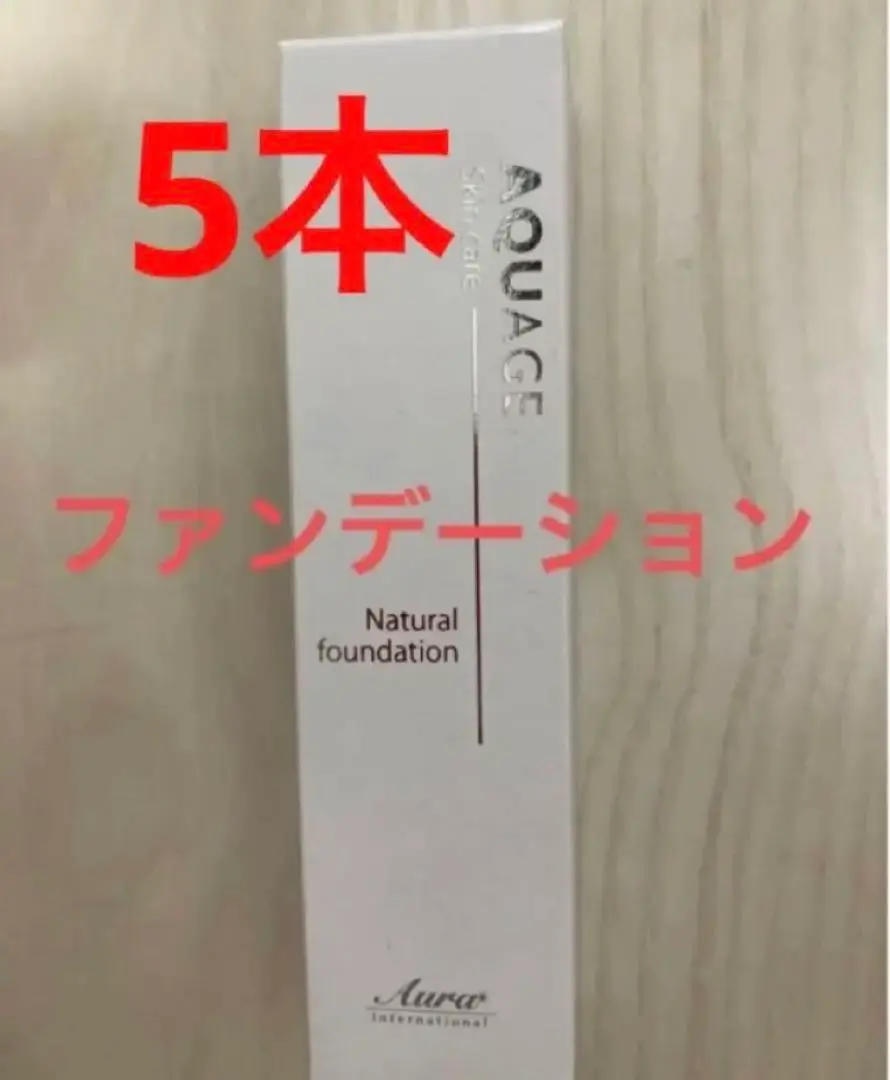 5本
AQUAGE
Skin care
ファンデーション
Natural
foundation
Aura
International